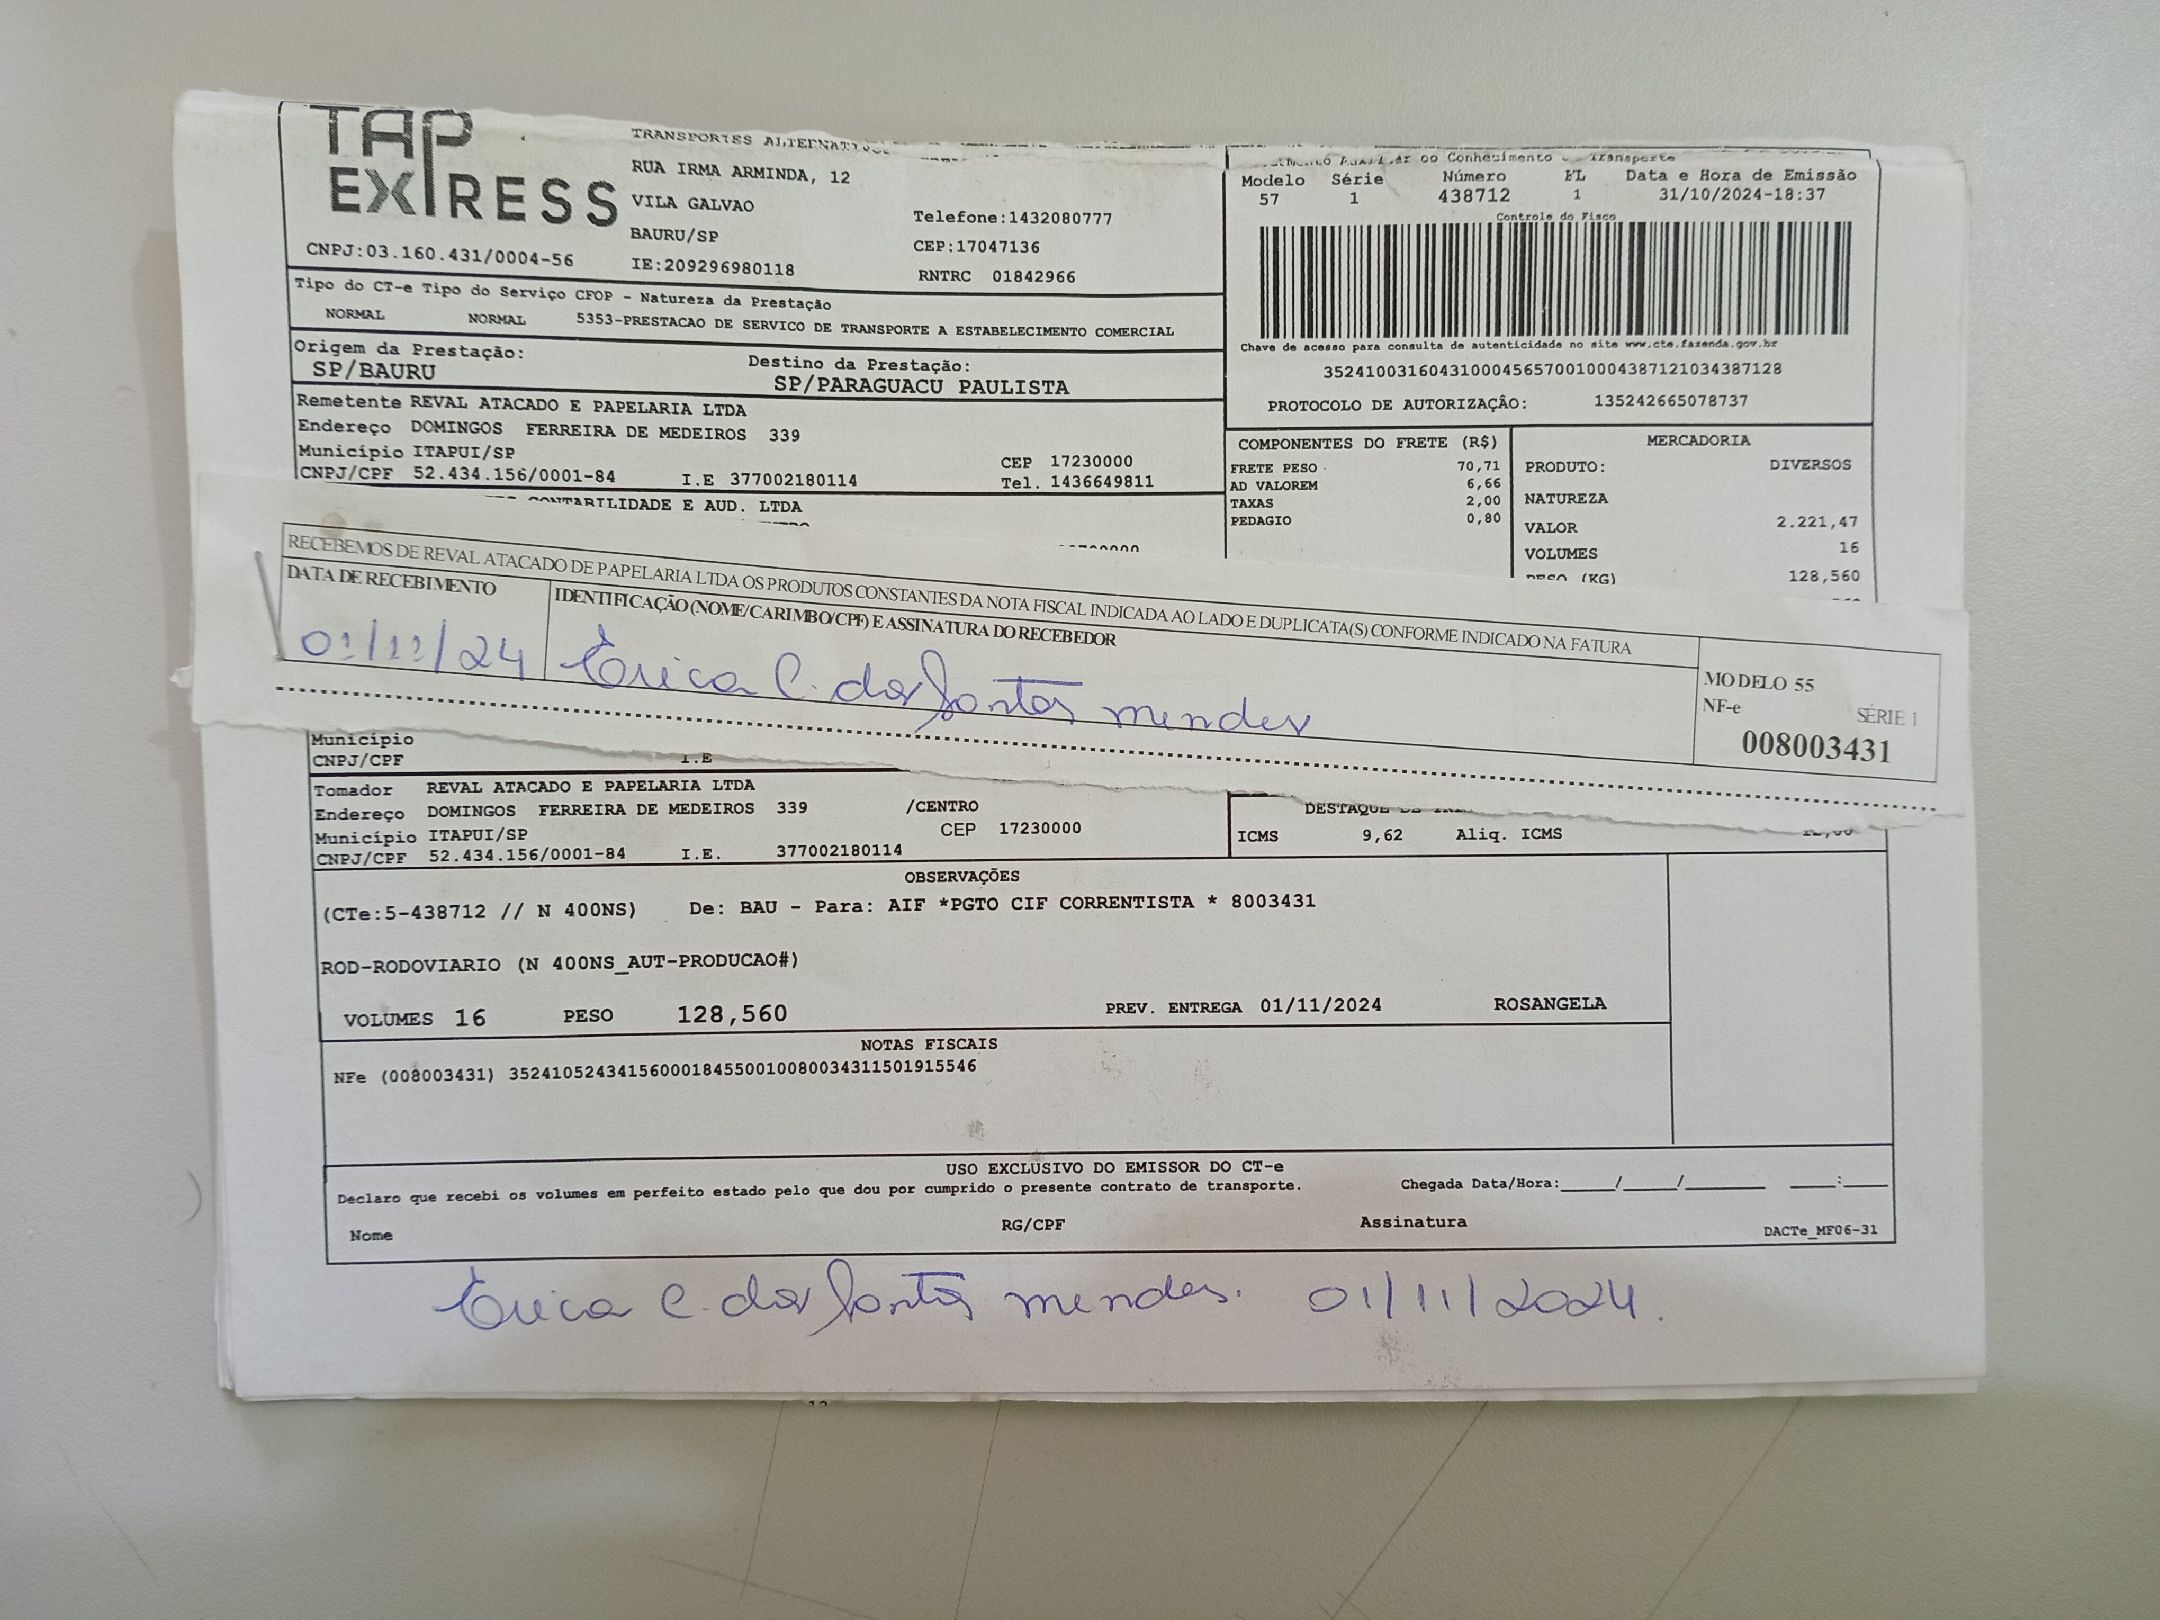 TAP
EXPRESS
CNPJ:03.160.431/0004-56
TRANSPORTES
RUA IRMA ARMINDA, 12
VILA GALVAO
BAURU/SP
IE:209296980118
Telefone:1432080777
CEP:17047136
RNTRC 01842966
Modelo Série Número FL Data e Hora de Emissão
57 1 438712 1 31/10/2024-18:37
Controle do Fisco
Chave de acesso para consulta de autenticidade no site www.cte.fazenda.gov.br
35241003160431000456570010004387121034387128
PROTOCOLO DE AUTORIZAÇÂO: 135242665078737
Tipo do CT-e Tipo do Serviço CFOP - Natureza da Prestação
NORMAL NORMAL 5353-PRESTACAO DE SERVICO DE TRANSPORTE A ESTABELECIMENTO COMERCIAL
Origem da Prestação: Destino da Prestação:
SP/BAURU SP/PARAGUACU PAULISTA
Remetente REVAL ATACADO E PAPELARIA LTDA
Endereço DOMINGOS FERREIRA DE MEDEIROS 339
Município ITAPUI/SP CEP 17230000
CNPJ/CPF 52.434.156/0001-84 I.E 377002180114 Tel. 1436649811
CONTABILIDADE E AUD. LTDA
COMPONENTES DO FRETE (R$)
FRETE PESO 70,71
AD VALOREM 6,66
TAXAS 2,00
PEDAGIO 0,80
MERCADORIA
PRODUTO: DIVERSOS
NATUREZA
VALOR 2.221,47
VOLUMES 16
PESO (KG) 128,560
RECEBEMOS DE REVAL ATACADO DE PAPELARIA LTDA OS PRODUTOS CONSTANTES DA NOTA FISCAL INDICADA AO LADO E DUPLICATA(S) CONFORME INDICADO NA FATURA
DATA DE RECEBIMENTO IDENTIFICAÇÃO (NOME/CARIMBO/CPF) E ASSINATURA DO RECEBEDOR
01/11/24 Erica C. dos Santos mendes
MODELO 55
NF-e SÉRIE 1
008003431
Município
CNPJ/CPF I.E
Tomador REVAL ATACADO E PAPELARIA LTDA
Endereço DOMINGOS FERREIRA DE MEDEIROS 339 /CENTRO
Município ITAPUI/SP CEP 17230000
CNPJ/CPF 52.434.156/0001-84 I.E. 377002180114
DESTAQUE
ICMS 9,62 Aliq. ICMS
OBSERVAÇÕES
(CTe:5-438712 // N 400NS) De: BAU - Para: AIF *PGTO CIF CORRENTISTA * 8003431
ROD-RODOVIARIO (N 400NS_AUT-PRODUCAO#)
VOLUMES 16 PESO 128,560 PREV. ENTREGA 01/11/2024 ROSANGELA
NOTAS FISCAIS
NFe (008003431) 35241052434156000184550010080034311501915546
USO EXCLUSIVO DO EMISSOR DO CT-e
Declaro que recebi os volumes em perfeito estado pelo que dou por cumprido o presente contrato de transporte. Chegada Data/Hora:_____/_____/_______ ____:____
Nome RG/CPF Assinatura DACTe_MF06-31
Erica C. dos Santos mendes. 01/11/2024.